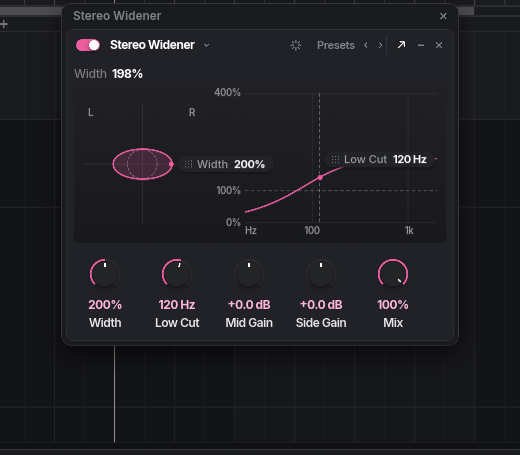 Stereo Widener
Stereo Widener
Presets
Width 198%
L
R
400%
100%
0%
Width 200%
Low Cut 120 Hz
Hz
100
1k
200%
120 Hz
+0.0 dB
+0.0 dB
100%
Width
Low Cut
Mid Gain
Side Gain
Mix